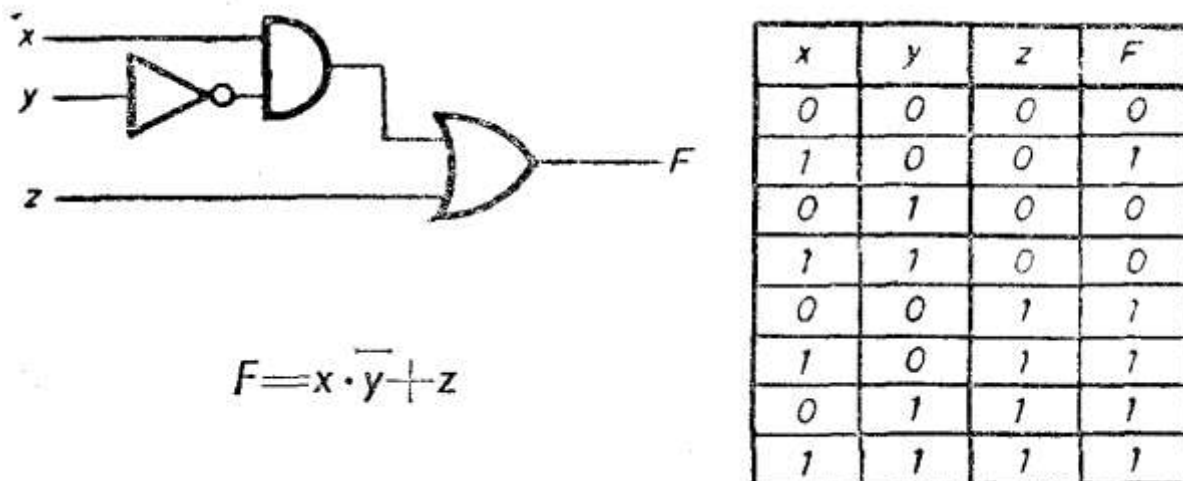 x
y
z
F
F=x·y̅+z
x y z F
0 0 0 0
1 0 0 1
0 1 0 0
1 1 0 0
0 0 1 1
1 0 1 1
0 1 1 1
1 1 1 1